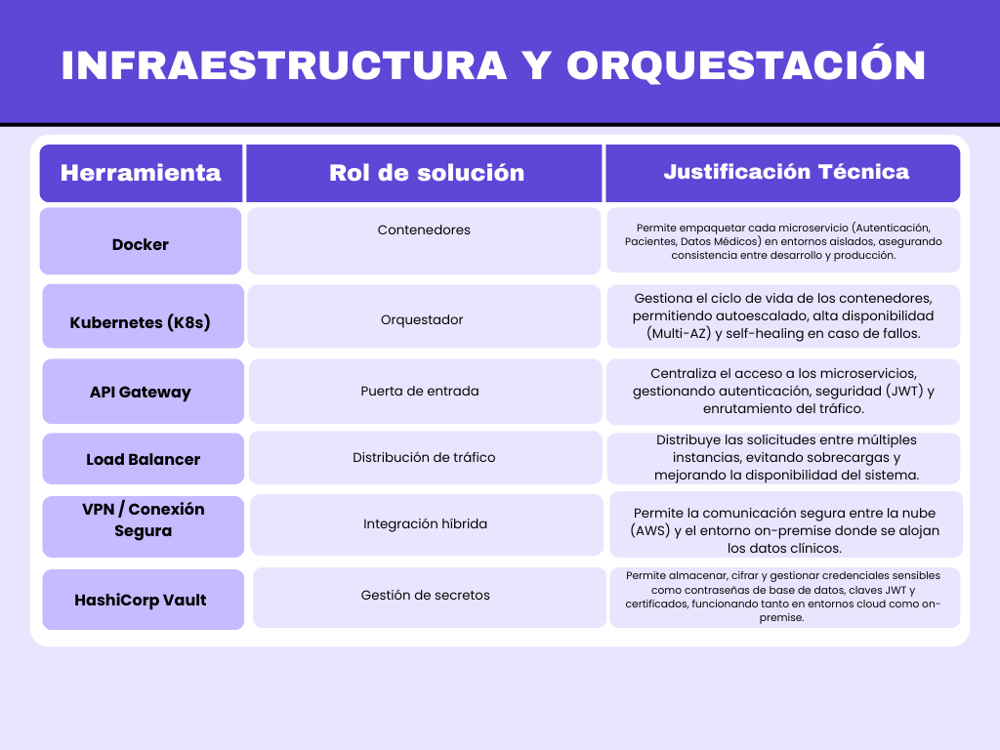 INFRAESTRUCTURA Y ORQUESTACIÓN
Herramienta
Rol de solución
Justificación Técnica
Docker
Contenedores
Permite empaquetar cada microservicio (Autenticación,
Pacientes, Datos Médicos) en entornos aislados, asegurando
consistencia entre desarrollo y producción.
Kubernetes (K8s)
Orquestador
Gestiona el ciclo de vida de los contenedores,
permitiendo autoescalado, alta disponibilidad
(Multi-AZ) y self-healing en caso de fallos.
API Gateway
Puerta de entrada
Centraliza el acceso a los microservicios,
gestionando autenticación, seguridad (JWT) y
enrutamiento del tráfico.
Load Balancer
Distribución de tráfico
Distribuye las solicitudes entre múltiples
instancias, evitando sobrecargas y
mejorando la disponibilidad del sistema.
VPN / Conexión
Segura
Integración híbrida
Permite la comunicación segura entre la nube
(AWS) y el entorno on-premise donde se alojan
los datos clínicos.
HashiCorp Vault
Gestión de secretos
Permite almacenar, cifrar y gestionar credenciales sensibles
como contraseñas de base de datos, claves JWT y
certificados, funcionando tanto en entornos cloud como on-
premise.